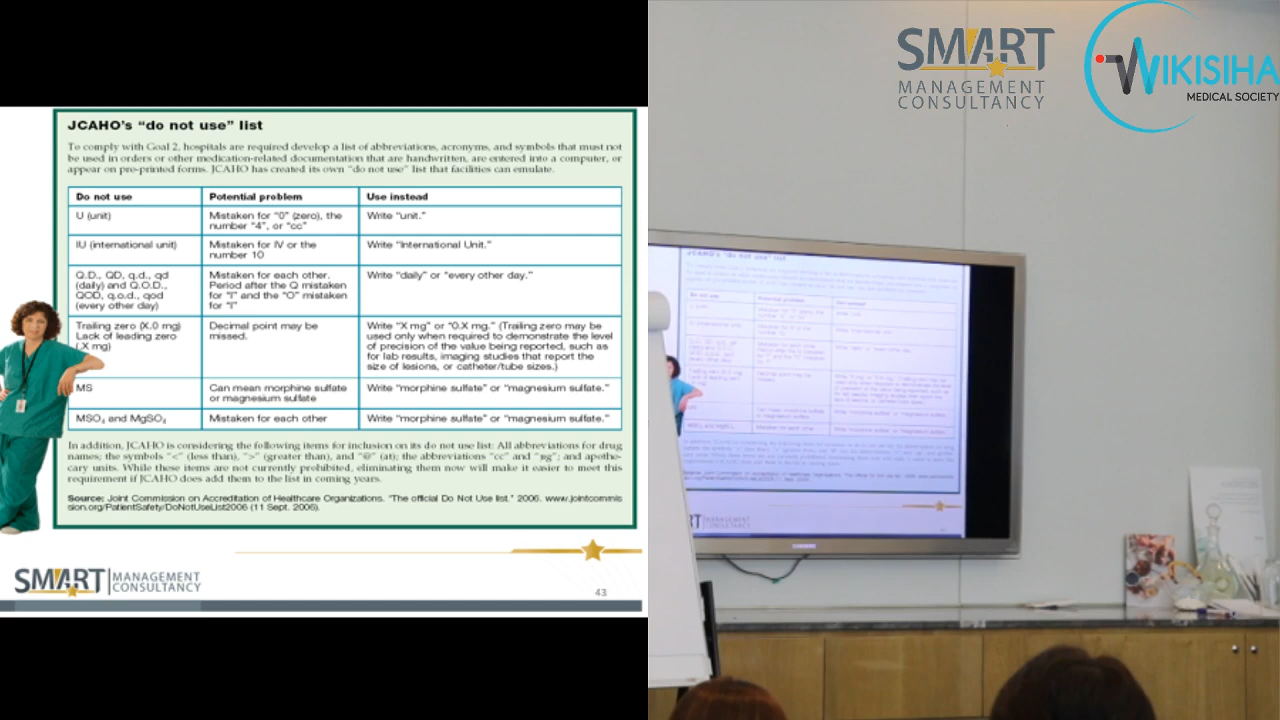 JCAHO's "do not use" list
To comply with Goal 2, hospitals are required develop a list of abbreviations, acronyms, and symbols that must not
be used in orders or other medication-related documentation that are handwritten, are entered into a computer, or
appear on pre-printed forms. JCAHO has created its own "do not use" list that facilities can emulate.
Do not use Potential problem Use instead
U (unit) Mistaken for "0" (zero), the
number "4", or "cc" Write "unit."
IU (international unit) Mistaken for IV or the
number 10 Write "International Unit."
Q.D., QD, q.d., qd
(daily) and Q.O.D.,
QOD, q.o.d., qod
(every other day)
Mistaken for each other.
Period after the Q mistaken
for "I" and the "O" mistaken
for "I"
Write "daily" or "every other day."
Trailing zero (X.0 mg)
Lack of leading zero
(.X mg)
Decimal point may be
missed.
Write "X mg" or "0.X mg." (Trailing zero may be
used only when required to demonstrate the level
of precision of the value being reported, such as
for lab results, imaging studies that report the
size of lesions, or catheter/tube sizes.)
MS
Can mean morphine sulfate
or magnesium sulfate
Write "morphine sulfate" or "magnesium sulfate."
MSO₄ and MgSO₄ Mistaken for each other Write "morphine sulfate" or "magnesium sulfate."
In addition, JCAHO is considering the following items for inclusion on its do not use list: All abbreviations for drug
names; the symbols "<" (less than), ">" (greater than), and "@" (at); the abbreviations "cc" and "µg"; and apothe-
cary units. While these items are not currently prohibited, eliminating them now will make it easier to meet this
requirement if JCAHO does add them to the list in coming years.
Source: Joint Commission on Accreditation of Healthcare Organizations. "The official Do Not Use list." 2006. www.jointcommis
sion.org/PatientSafety/DoNotUseList2006 (11 Sept. 2006).
SMART MANAGEMENT
CONSULTANCY
43
SMART
MANAGEMENT
CONSULTANCY
WIKISIHA
MEDICAL SOCIETY